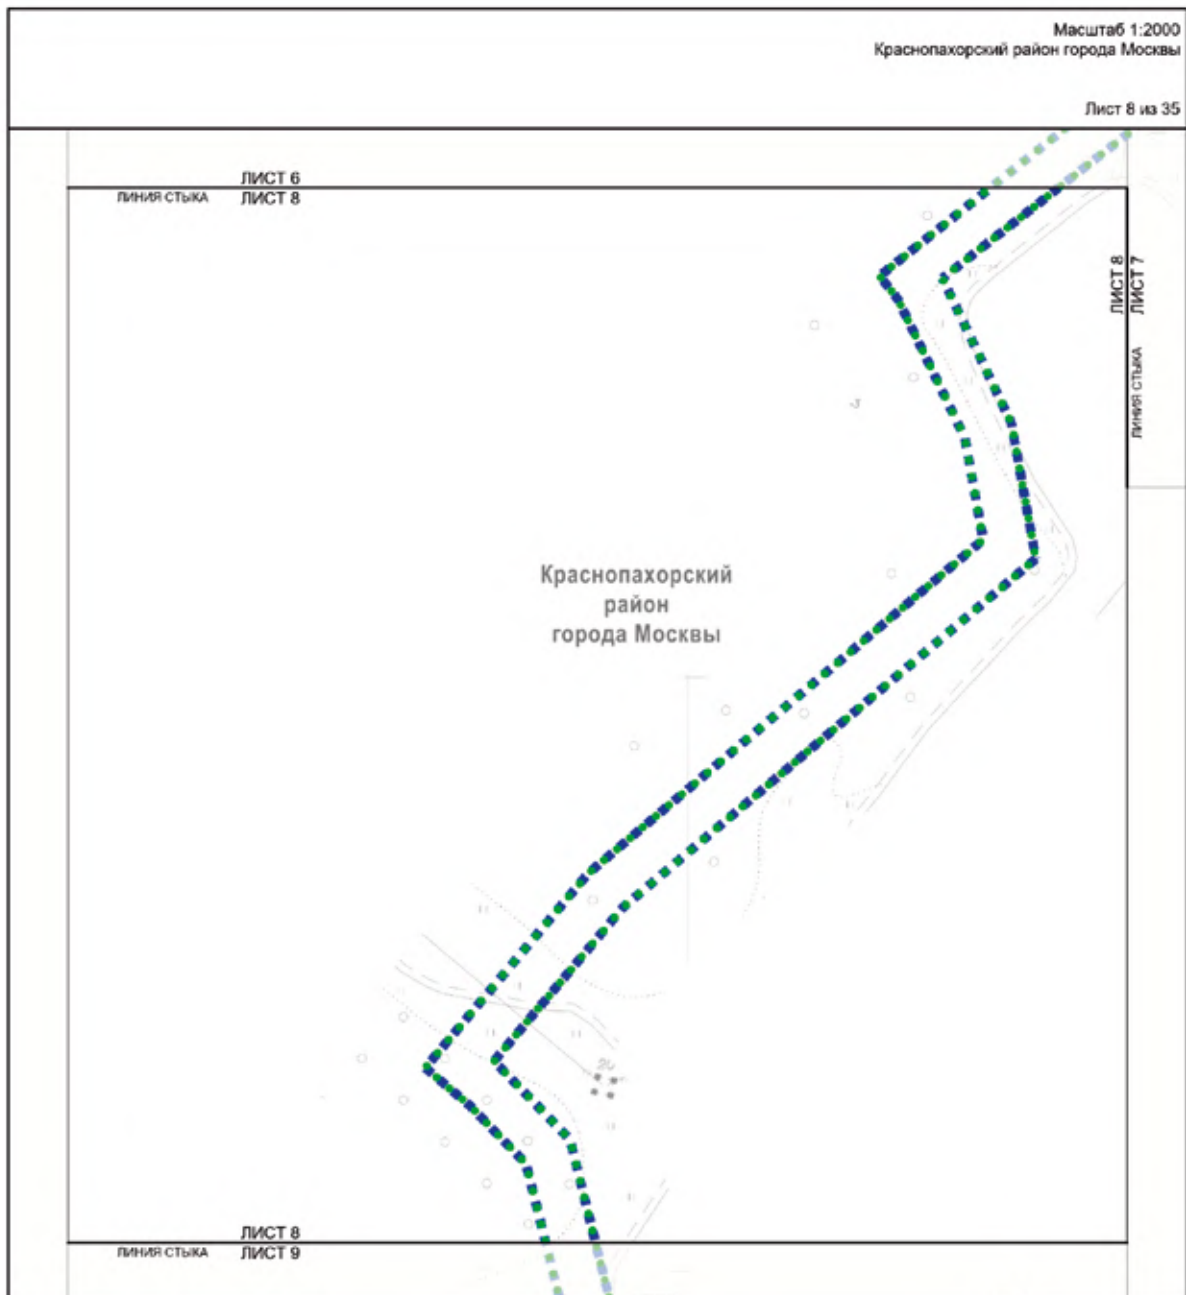 Масштаб 1:2000
Краснопахорский район города Москвы
Лист 8 из 35
ЛИСТ 6
ЛИНИЯ СТЫКА ЛИСТ 8
ЛИСТ 8
ЛИСТ 7
ЛИНИЯ СТЫКА
Краснопахорский
район
города Москвы
ЛИСТ 8
ЛИНИЯ СТЫКА ЛИСТ 9